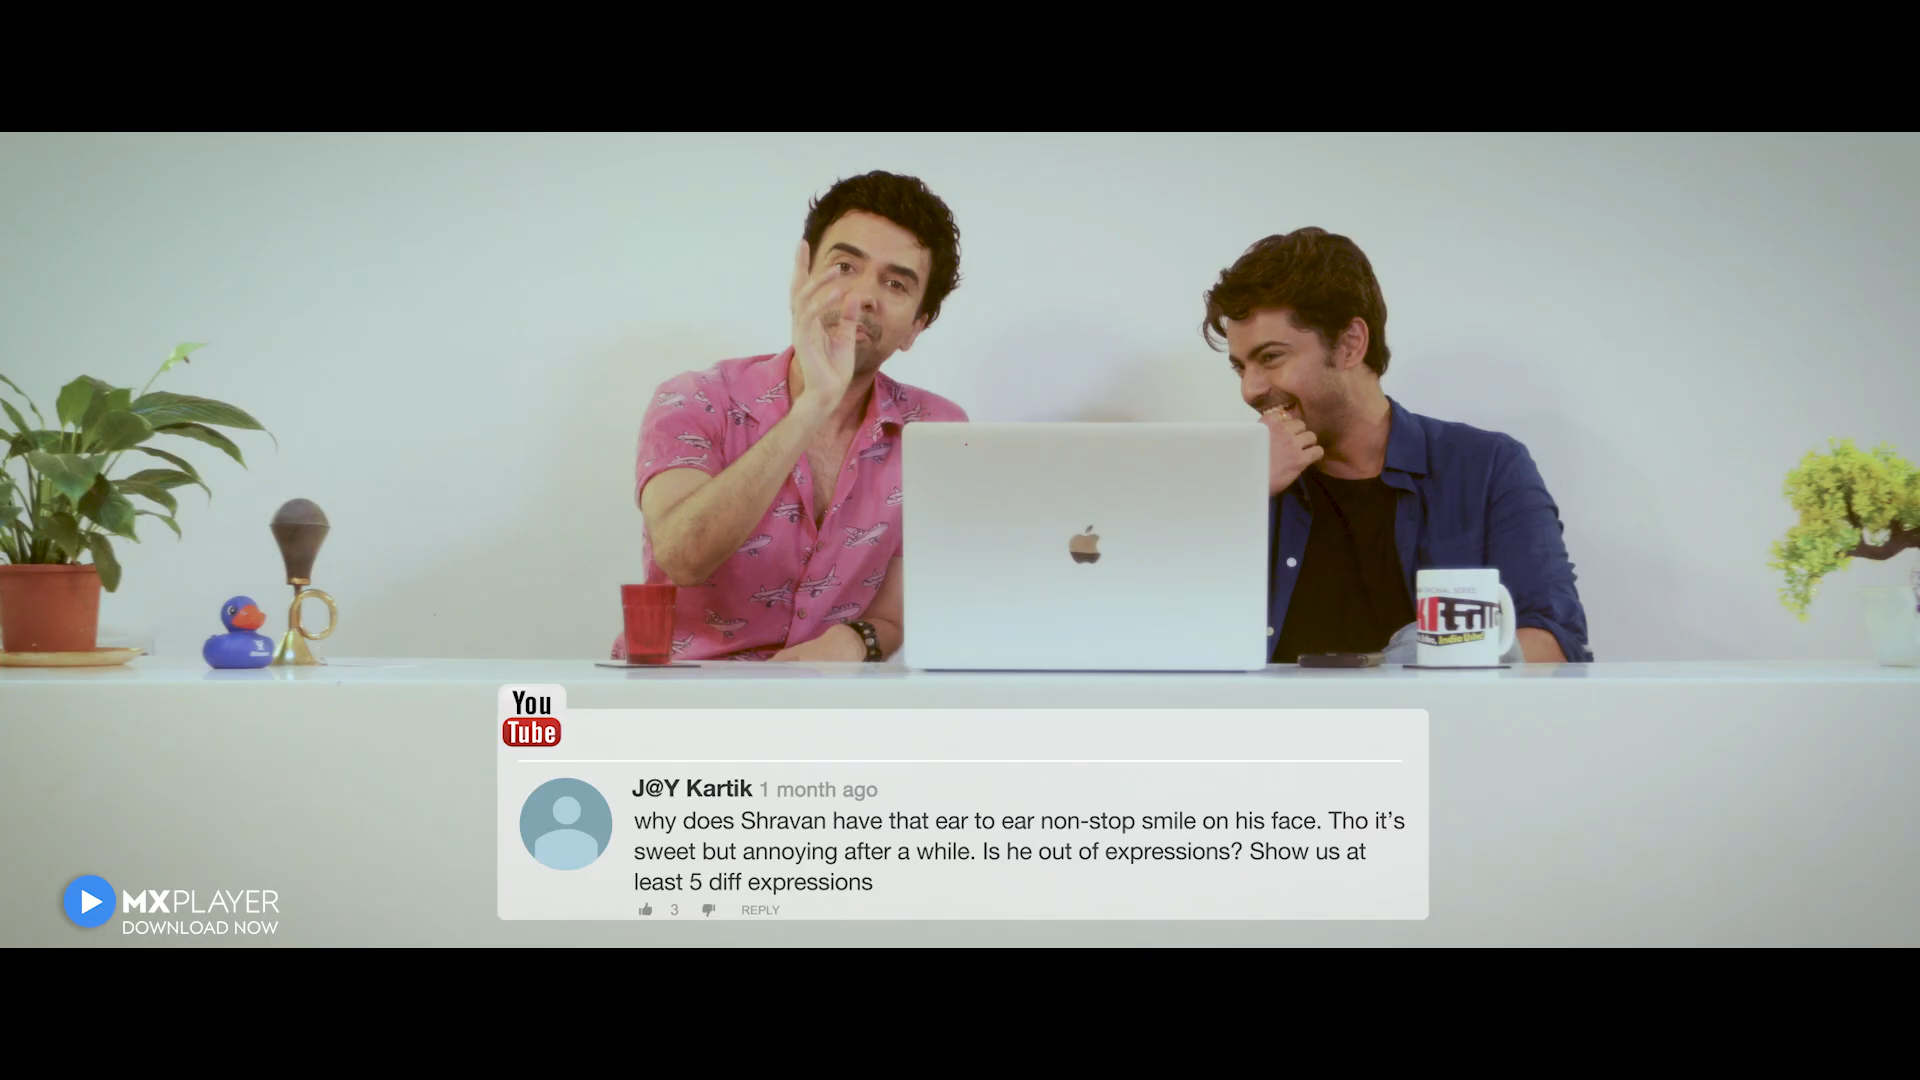 ORIGINAL SERIES
You
Tube
J@Y Kartik 1 month ago
why does Shravan have that ear to ear non-stop smile on his face. Tho it's
sweet but annoying after a while. Is he out of expressions? Show us at
least 5 diff expressions
3 REPLY
MXPLAYER
DOWNLOAD NOW